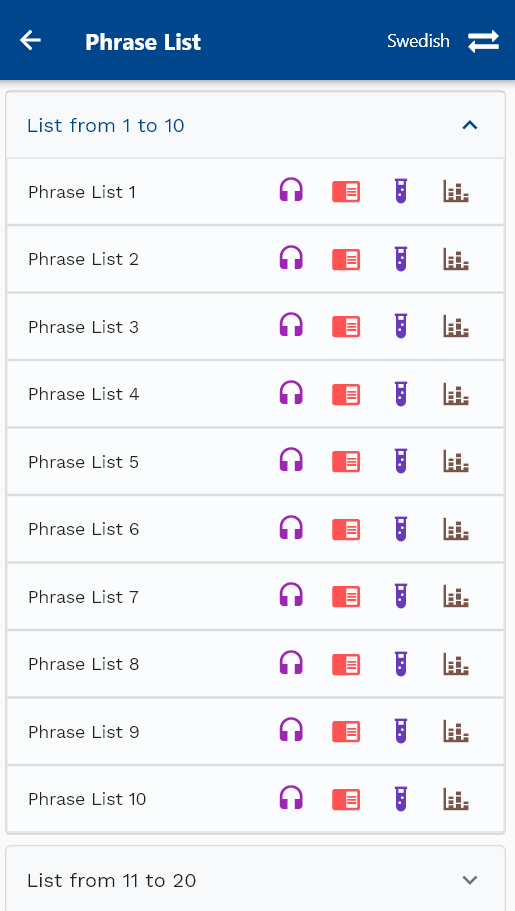 Phrase List
Swedish
List from 1 to 10
Phrase List 1
Phrase List 2
Phrase List 3
Phrase List 4
Phrase List 5
Phrase List 6
Phrase List 7
Phrase List 8
Phrase List 9
Phrase List 10
List from 11 to 20